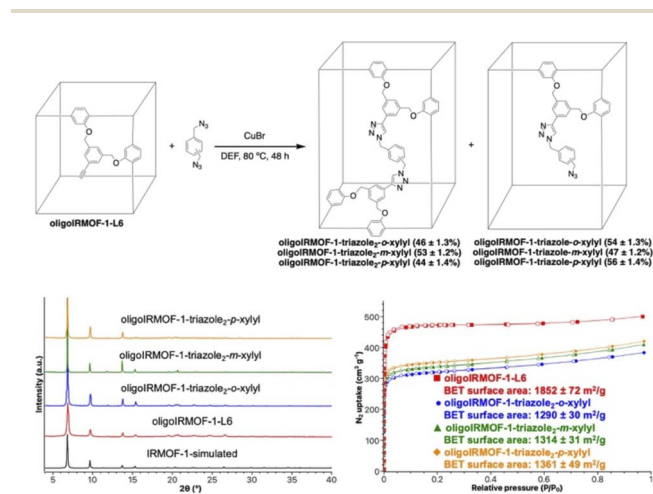 CuBr
DEF, 80 °C, 48 h
+
+
O
O
N3
N3
O
O
N
N
N
N
N
N
O
O
O
O
N
N
N
N3
oligoIRMOF-1-L6
oligoIRMOF-1-triazole2-o-xylyl (46 ± 1.3%)
oligoIRMOF-1-triazole2-m-xylyl (53 ± 1.2%)
oligoIRMOF-1-triazole2-p-xylyl (44 ± 1.4%)
oligoIRMOF-1-triazole-o-xylyl (54 ± 1.3%)
oligoIRMOF-1-triazole-m-xylyl (47 ± 1.2%)
oligoIRMOF-1-triazole-p-xylyl (56 ± 1.4%)
Intensity (a.u.)
oligoIRMOF-1-triazole2-p-xylyl
oligoIRMOF-1-triazole2-m-xylyl
oligoIRMOF-1-triazole2-o-xylyl
oligoIRMOF-1-L6
IRMOF-1-simulated
5 10 15 20 25 30 35 40
2Θ (°)
N2 uptake (cm3 g-1)
500
400
300
200
100
0
oligoIRMOF-1-L6
BET surface area: 1852 ± 72 m2/g
oligoIRMOF-1-triazole2-o-xylyl
BET surface area: 1290 ± 30 m2/g
oligoIRMOF-1-triazole2-m-xylyl
BET surface area: 1314 ± 31 m2/g
oligoIRMOF-1-triazole2-p-xylyl
BET surface area: 1361 ± 49 m2/g
0 0.2 0.4 0.6 0.8 1
Relative pressure (P/P0)